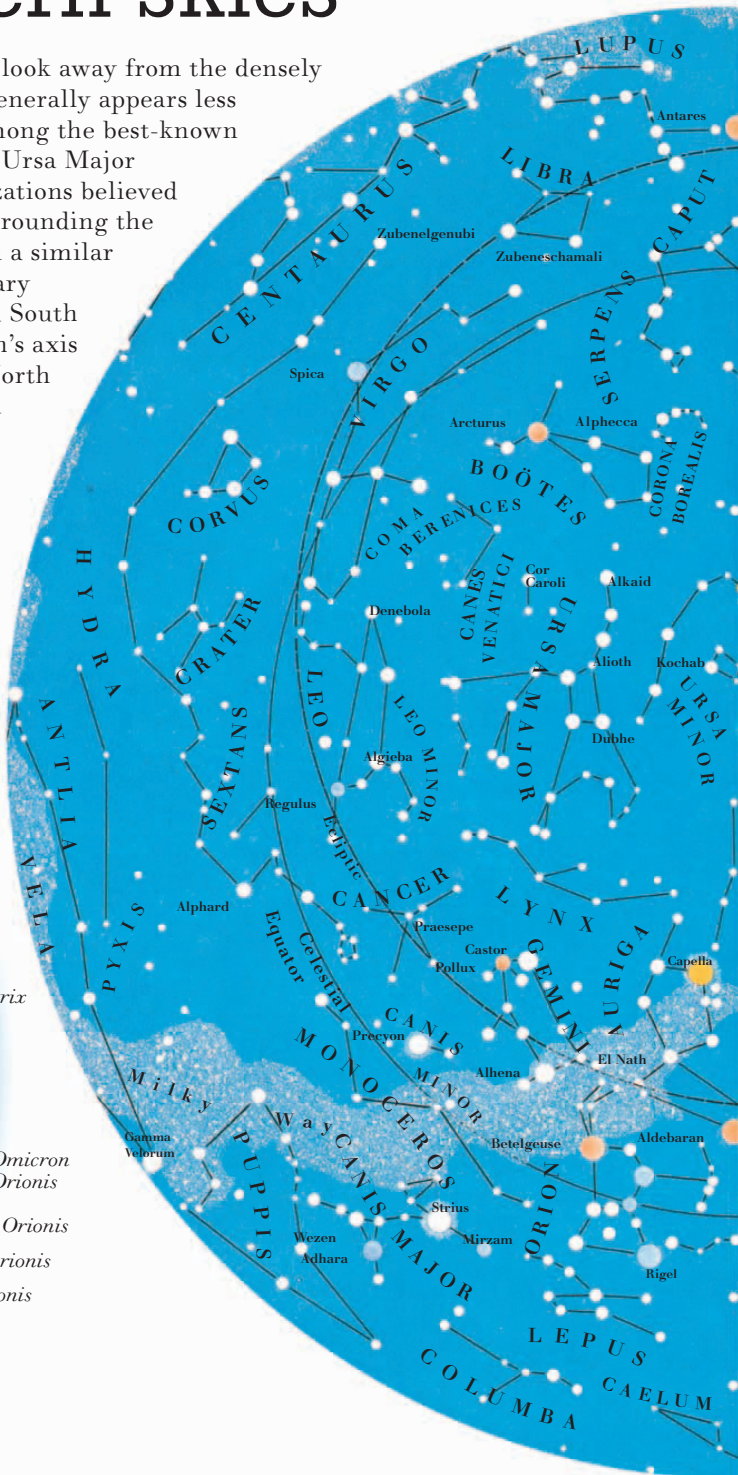 look away from the densely
enerally appears less
mong the best-known
Ursa Major
zations believed
rounding the
a similar
ary
South
's axis
orth
LUPUS
Antares
LIBRA
CAPUT
CENTAURUS
Zubenelgenubi
Zubeneschamali
SERPENS
VIRGO
Spica
Arcturus
Alphecca
BOÖTES
CORONA
BOREALIS
CORVUS
COMA
BERENICES
HYDRA
CANES
VENATICI
Cor
Caroli
Alkaid
URSA MAJOR
Denebola
CRATER
Alioth
Kochab
URSA
MINOR
LEO
LEO MINOR
ANTLIA
SEXTANS
Dubhe
Algieba
Regulus
Ecliptic
VELA
PYXIS
Alphard
CANCER
LYNX
Praesepe
Equator
Celestial
Castor
Pollux
GEMINI
AURIGA
Capella
rix
CANIS
MINOR
Precyon
MONOCEROS
El Nath
Alhena
Milky
Way
Gamma
Velorum
Betelgeuse
Aldebaran
PUPPIS
CANIS MAJOR
ORION
Omicron
Orionis
Orionis
rionis
onis
Strius
Wezen
Mirzam
Adhara
Rigel
LEPUS
COLUMBA
CAELUM